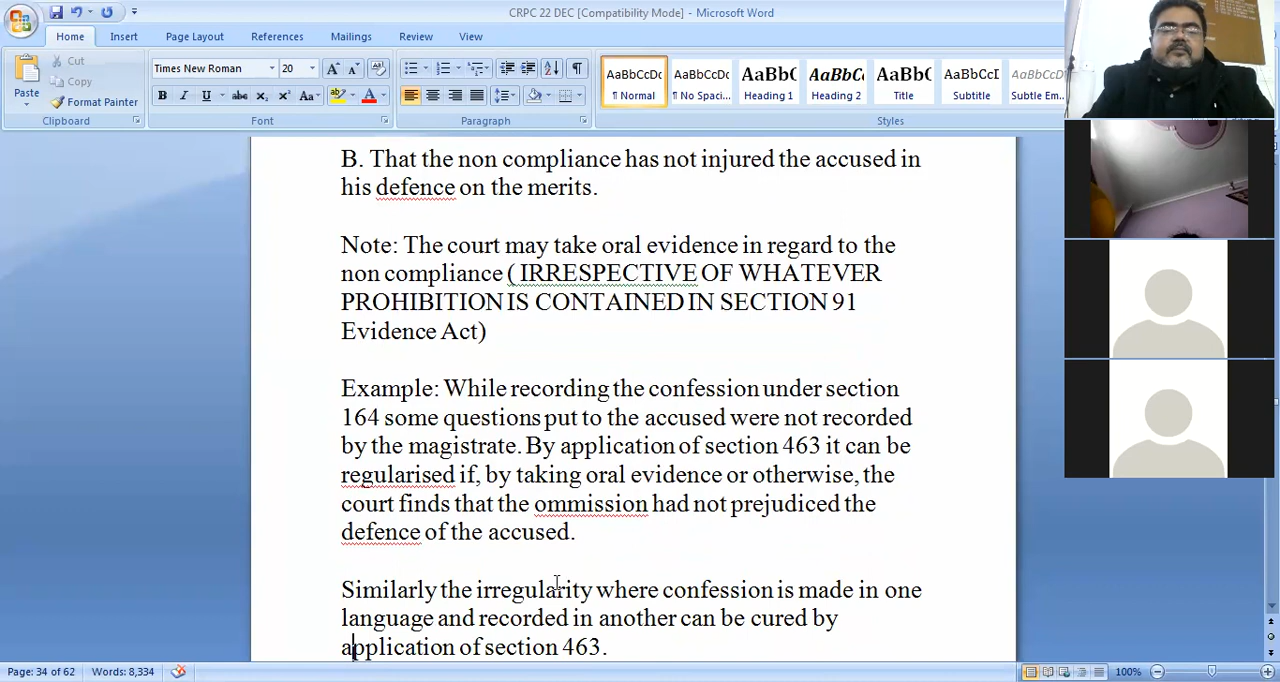 CRPC 22 DEC [Compatibility Mode] - Microsoft Word
Home Insert Page Layout References Mailings Review View
Paste
Cut
Copy
Format Painter
Clipboard
Times New Roman 20
B I U abc x₂ x² Aa
Font
Paragraph
AaBbCcDc AaBbCcDc AaBbC AaBbCc AaBbC AaBbCcI AaBbCcDc
¶ Normal ¶ No Spaci... Heading 1 Heading 2 Title Subtitle Subtle Em...
Styles
B. That the non compliance has not injured the accused in
his defence on the merits.
Note: The court may take oral evidence in regard to the
non compliance ( IRRESPECTIVE OF WHATEVER
PROHIBITION IS CONTAINED IN SECTION 91
Evidence Act)
Example: While recording the confession under section
164 some questions put to the accused were not recorded
by the magistrate. By application of section 463 it can be
regularised if, by taking oral evidence or otherwise, the
court finds that the ommission had not prejudiced the
defence of the accused.
Similarly the irregularity where confession is made in one
language and recorded in another can be cured by
application of section 463.
Page: 34 of 62 Words: 8,334 100%